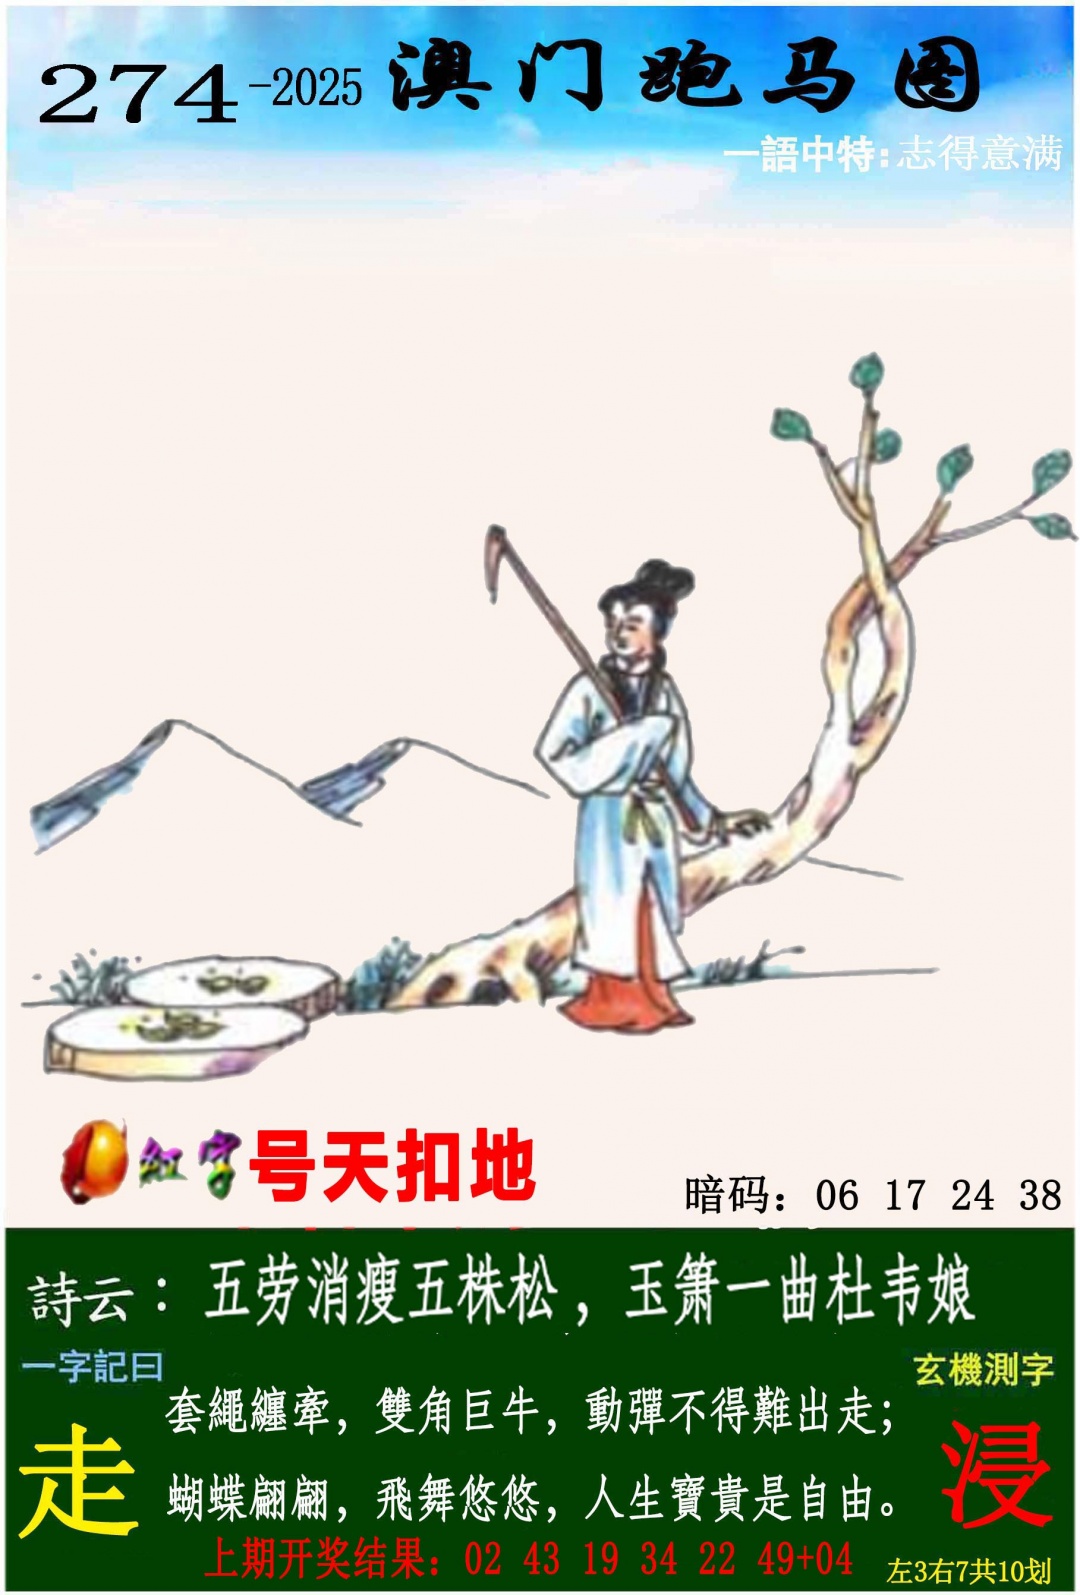 274-2025 澳门跑马图
一語中特:志得意满
红字 号天扣地
暗码：06 17 24 38
詩云：五劳消瘦五株松，玉箫一曲杜韦娘
一字記曰
玄機測字
套繩纏牽，雙角巨牛，動彈不得難出走；
走
浸
蝴蝶翩翩，飛舞悠悠，人生寶貴是自由。
上期开奖结果：02 43 19 34 22 49+04
左3右7共10划